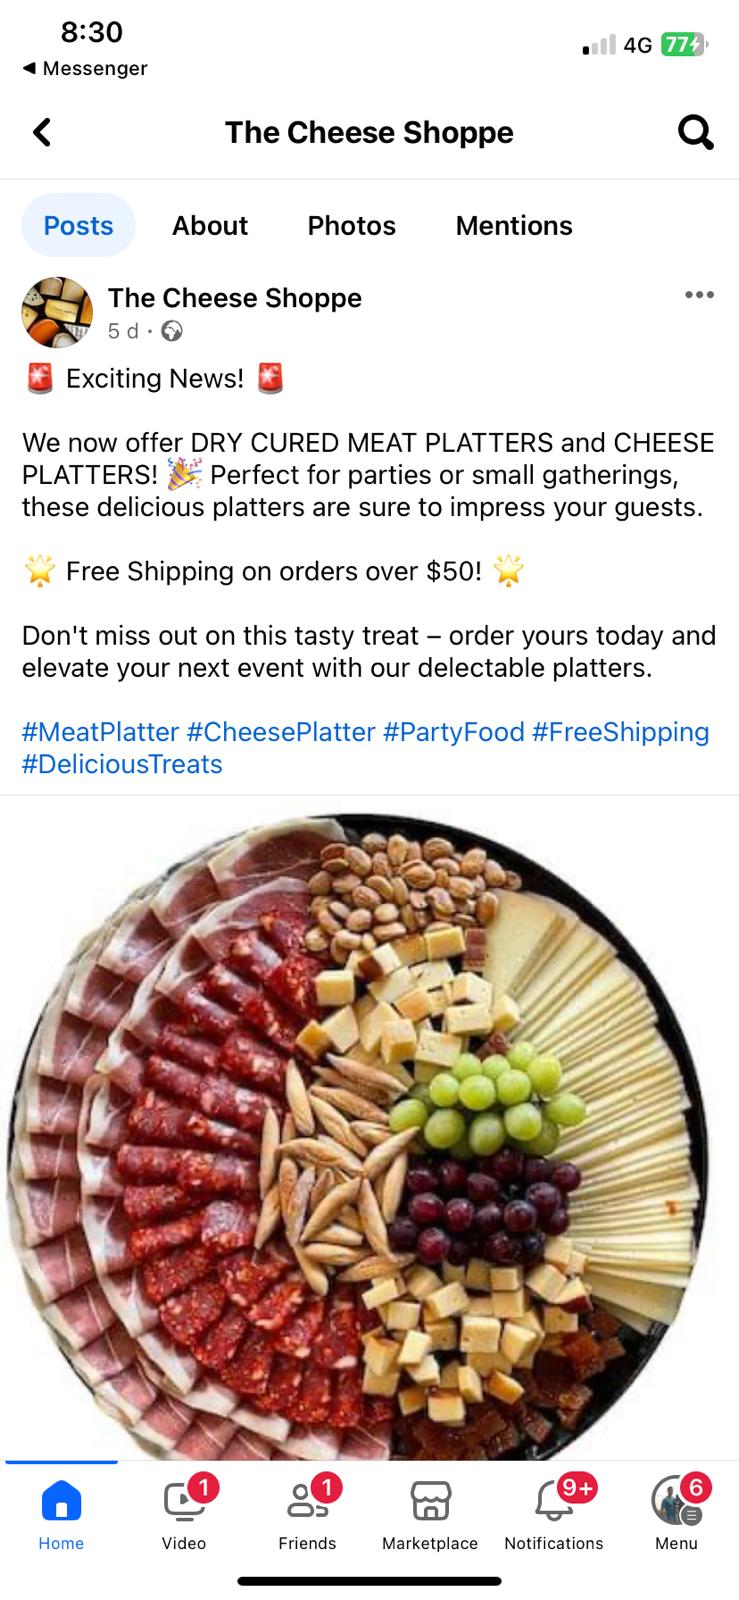 8:30
4G 77
◀ Messenger
The Cheese Shoppe
Posts About Photos Mentions
The Cheese Shoppe
5 d ·
🚨 Exciting News! 🚨
We now offer DRY CURED MEAT PLATTERS and CHEESE
PLATTERS! 🎉 Perfect for parties or small gatherings,
these delicious platters are sure to impress your guests.
🌟 Free Shipping on orders over $50! 🌟
Don't miss out on this tasty treat – order yours today and
elevate your next event with our delectable platters.
#MeatPlatter #CheesePlatter #PartyFood #FreeShipping
#DeliciousTreats
1 1 9+ 6
Home Video Friends Marketplace Notifications Menu